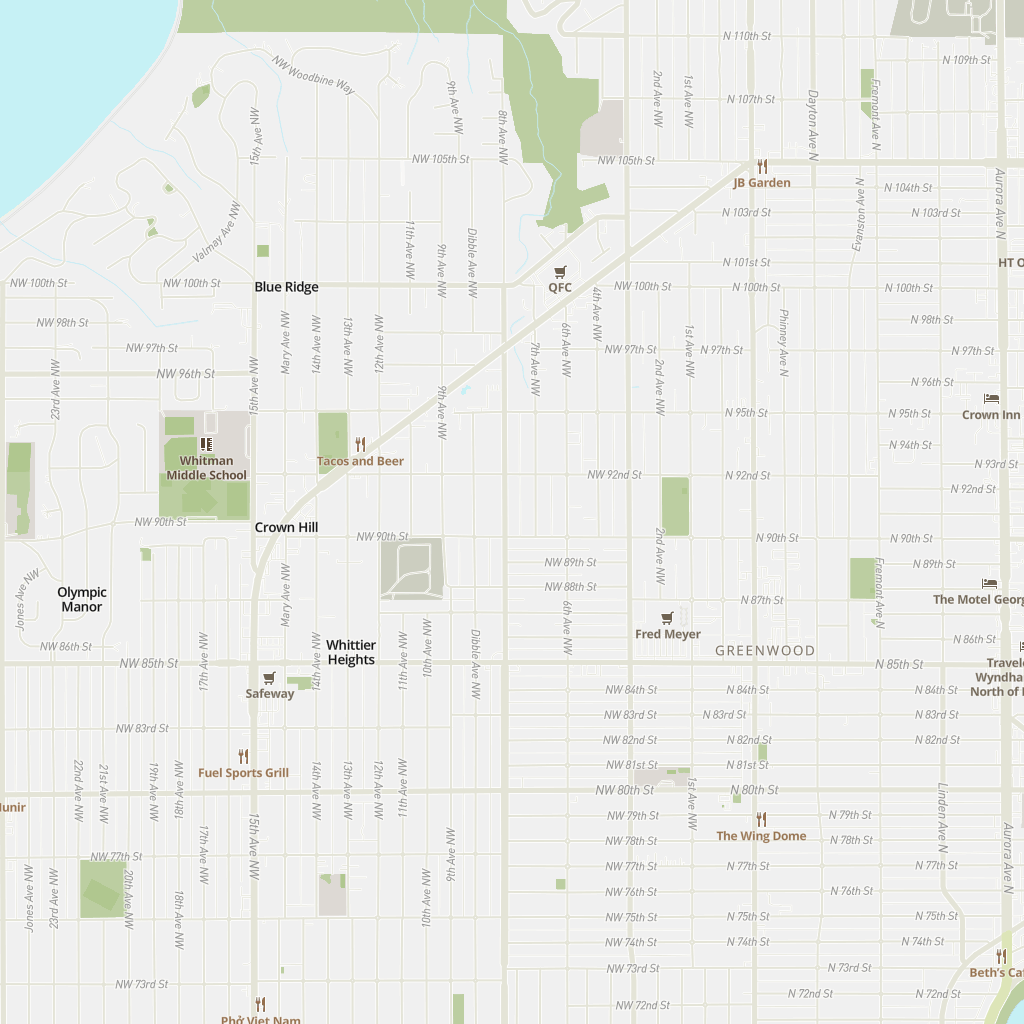 N 110th St
N 109th St
NW Woodbine Way
9th Ave NW
8th Ave NW
2nd Ave NW
1st Ave NW
N 107th St
Dayton Ave N
Fremont Ave N
15th Ave NW
NW 105th St
NW 105th St
JB Garden
N 104th St
Aurora Ave N
N 103rd St
N 103rd St
Evanston Ave N
Valmay Ave NW
11th Ave NW
9th Ave NW
Dibble Ave NW
N 101st St
HT O
NW 100th St
NW 100th St
Blue Ridge
QFC
NW 100th St
N 100th St
N 100th St
4th Ave NW
NW 98th St
Mary Ave NW
14th Ave NW
13th Ave NW
12th Ave NW
6th Ave NW
1st Ave NW
Phinney Ave N
N 98th St
NW 97th St
7th Ave NW
NW 97th St
N 97th St
N 97th St
NW 96th St
23rd Ave NW
15th Ave NW
9th Ave NW
2nd Ave NW
N 96th St
Crown Inn
N 95th St
N 95th St
N 94th St
Whitman
Middle School
Tacos and Beer
N 93rd St
NW 92nd St
N 92nd St
N 92nd St
NW 90th St
Crown Hill
NW 90th St
N 90th St
N 90th St
2nd Ave NW
NW 89th St
N 89th St
Jones Ave NW
Olympic
Manor
Mary Ave NW
NW 88th St
Fremont Ave N
The Motel Georg
N 87th St
6th Ave NW
Fred Meyer
N 86th St
NW 86th St
17th Ave NW
14th Ave NW
Whittier
Heights
11th Ave NW
10th Ave NW
Dibble Ave NW
GREENWOOD
NW 85th St
N 85th St
Travelo
Wyndha
North of
Safeway
NW 84th St
N 84th St
N 84th St
NW 83rd St
NW 83rd St
N 83rd St
N 83rd St
NW 82nd St
N 82nd St
N 82nd St
Fuel Sports Grill
22nd Ave NW
21st Ave NW
19th Ave NW
18th Ave NW
14th Ave NW
13th Ave NW
12th Ave NW
11th Ave NW
NW 81st St
N 81st St
NW 80th St
N 80th St
1st Ave NW
Linden Ave N
NW 79th St
N 79th St
The Wing Dome
NW 78th St
N 78th St
17th Ave NW
15th Ave NW
9th Ave NW
Aurora Ave N
NW 77th St
NW 77th St
N 77th St
N 77th St
Jones Ave NW
23rd Ave NW
20th Ave NW
18th Ave NW
10th Ave NW
NW 76th St
N 76th St
NW 75th St
N 75th St
N 75th St
NW 74th St
N 74th St
N 74th St
NW 73rd St
NW 73rd St
N 73rd St
Beth's Caf
NW 72nd St
N 72nd St
N 72nd St
Phở Viet Nam